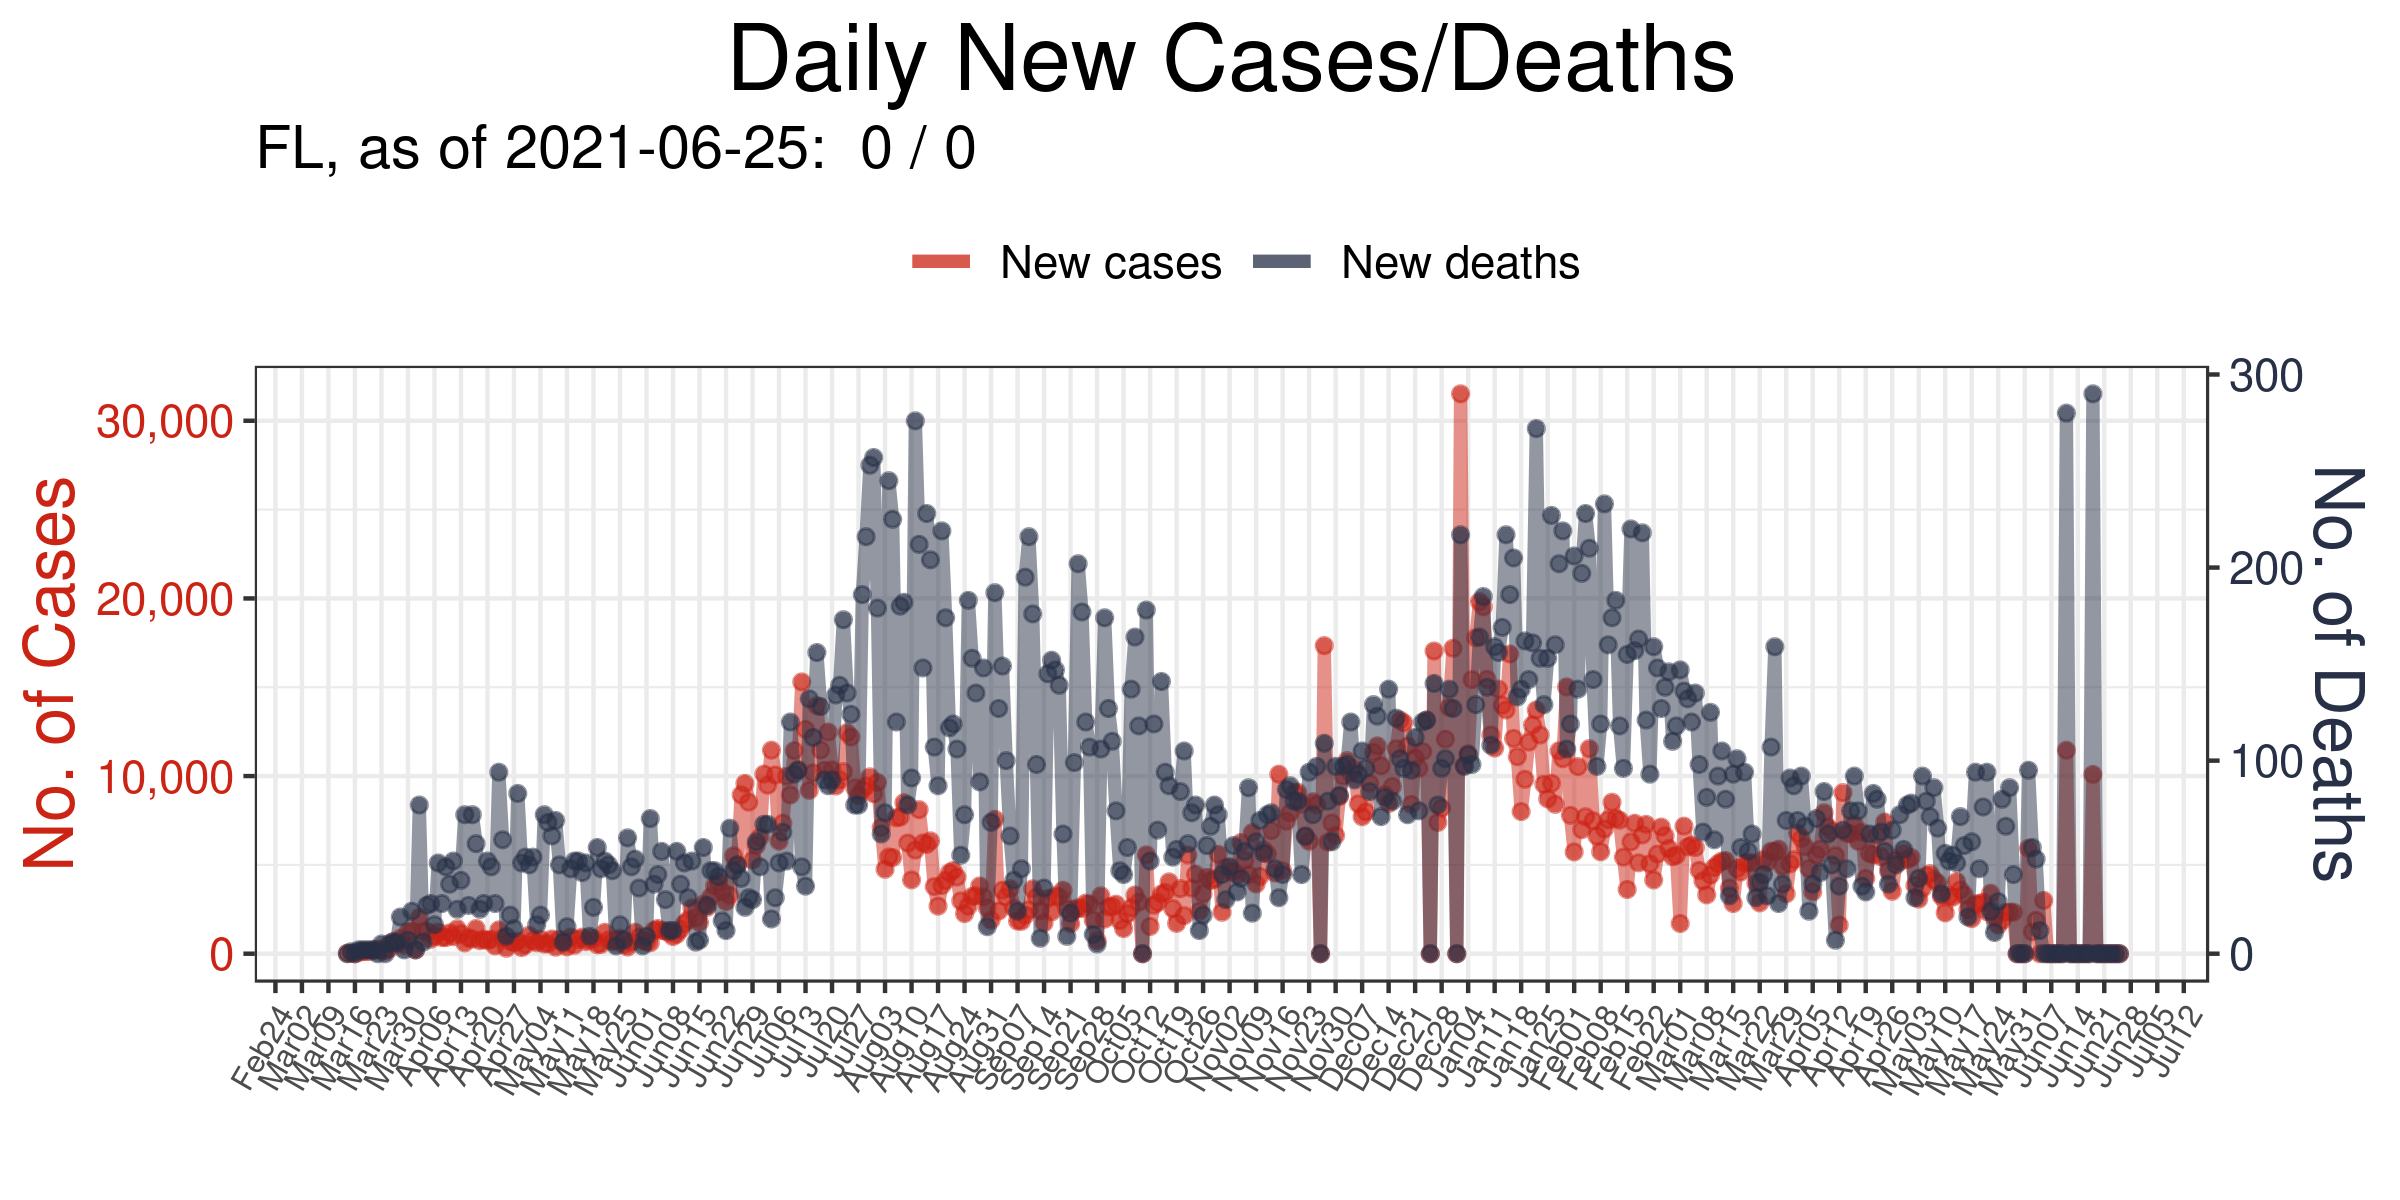 Daily New Cases/Deaths
FL, as of 2021-06-25: 0 / 0
New cases
New deaths
No. of Cases
30,000
20,000
10,000
0
300
200
100
0
No. of Deaths
Feb24
Mar02
Mar09
Mar16
Mar23
Mar30
Apr06
Apr13
Apr20
Apr27
May04
May11
May18
May25
Jun01
Jun08
Jun15
Jun22
Jun29
Jul06
Jul13
Jul20
Jul27
Aug03
Aug10
Aug17
Aug24
Aug31
Sep07
Sep14
Sep21
Sep28
Oct05
Oct12
Oct19
Oct26
Nov02
Nov09
Nov16
Nov23
Nov30
Dec07
Dec14
Dec21
Dec28
Jan04
Jan11
Jan18
Jan25
Feb01
Feb08
Feb15
Feb22
Mar01
Mar08
Mar15
Mar22
Mar29
Apr05
Apr12
Apr19
Apr26
May03
May10
May17
May24
May31
Jun07
Jun14
Jun21
Jun28
Jul05
Jul12